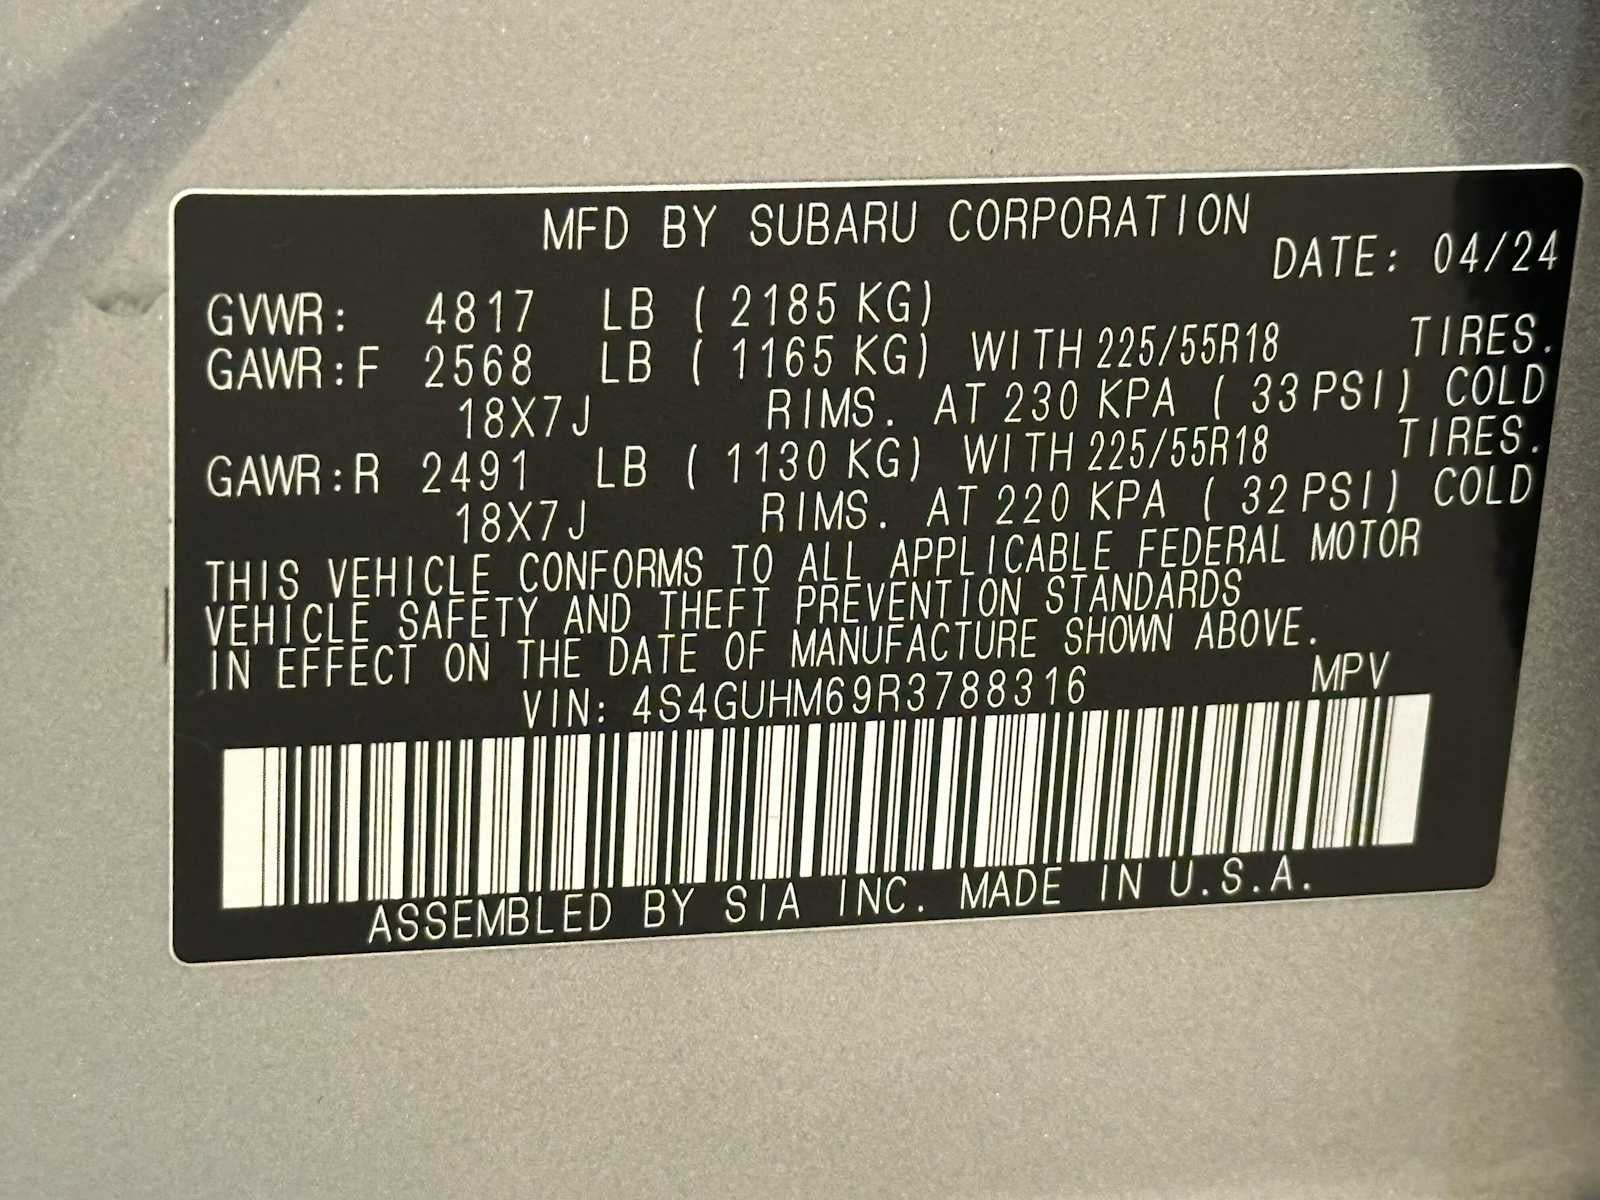 MFD BY SUBARU CORPORATION
DATE: 04/24
GVWR: 4817 LB ( 2185 KG)
GAWR:F 2568 LB ( 1165 KG) WITH 225/55R18 TIRES.
18X7J RIMS. AT 230 KPA ( 33 PSI) COLD
GAWR:R 2491 LB ( 1130 KG) WITH 225/55R18 TIRES.
18X7J RIMS. AT 220 KPA ( 32 PSI) COLD
THIS VEHICLE CONFORMS TO ALL APPLICABLE FEDERAL MOTOR
VEHICLE SAFETY AND THEFT PREVENTION STANDARDS
IN EFFECT ON THE DATE OF MANUFACTURE SHOWN ABOVE.
VIN: 4S4GUHM69R3788316 MPV
ASSEMBLED BY SIA INC. MADE IN U.S.A.